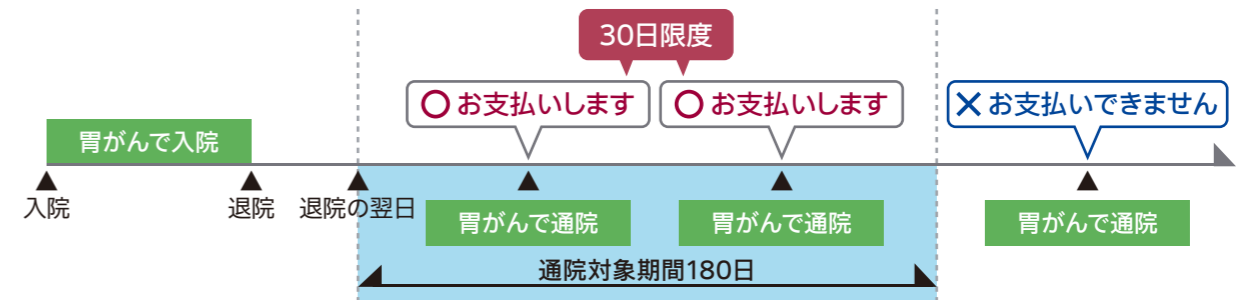 30日限度
○お支払いします
○お支払いします
×お支払いできません
胃がんで入院
入院
退院
退院の翌日
胃がんで通院
胃がんで通院
胃がんで通院
通院対象期間180日